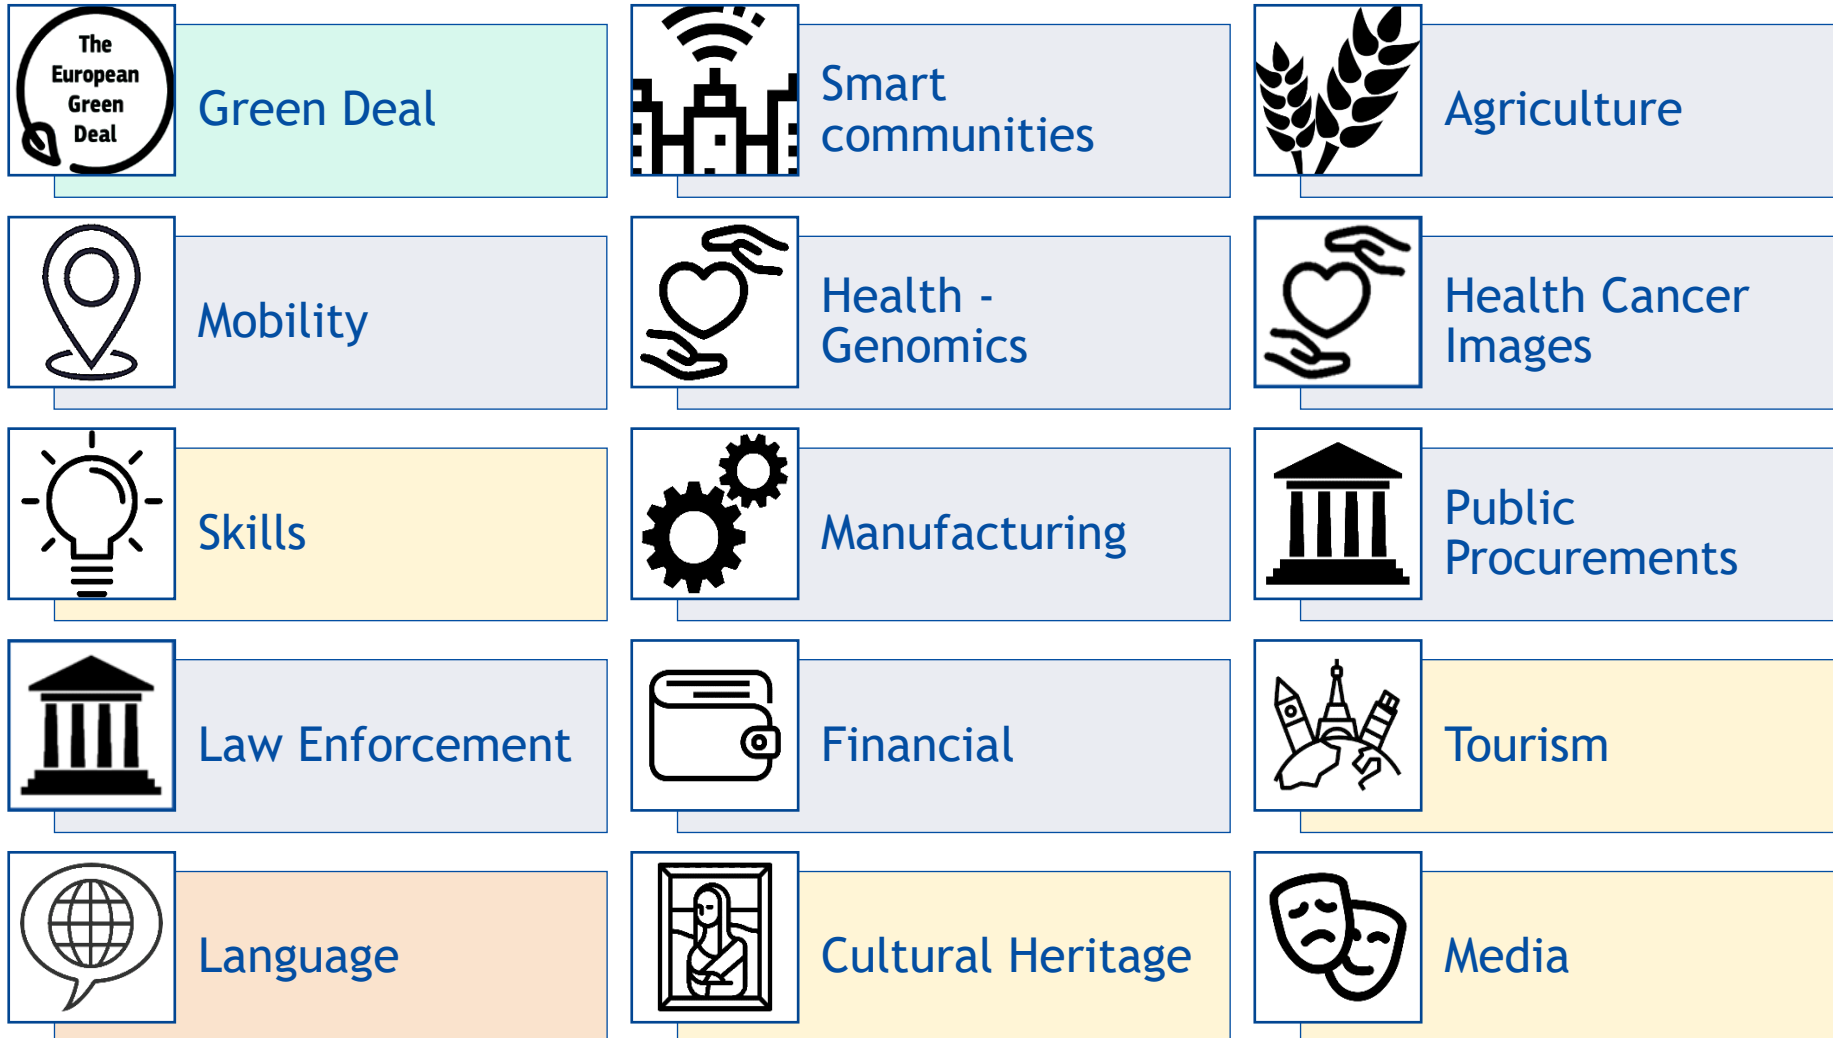 The
European
Green
Deal
Green Deal
Smart
communities
Agriculture
Mobility
Health -
Genomics
Health Cancer
Images
Skills
Manufacturing
Public
Procurements
Law Enforcement
Financial
Tourism
Language
Cultural Heritage
Media